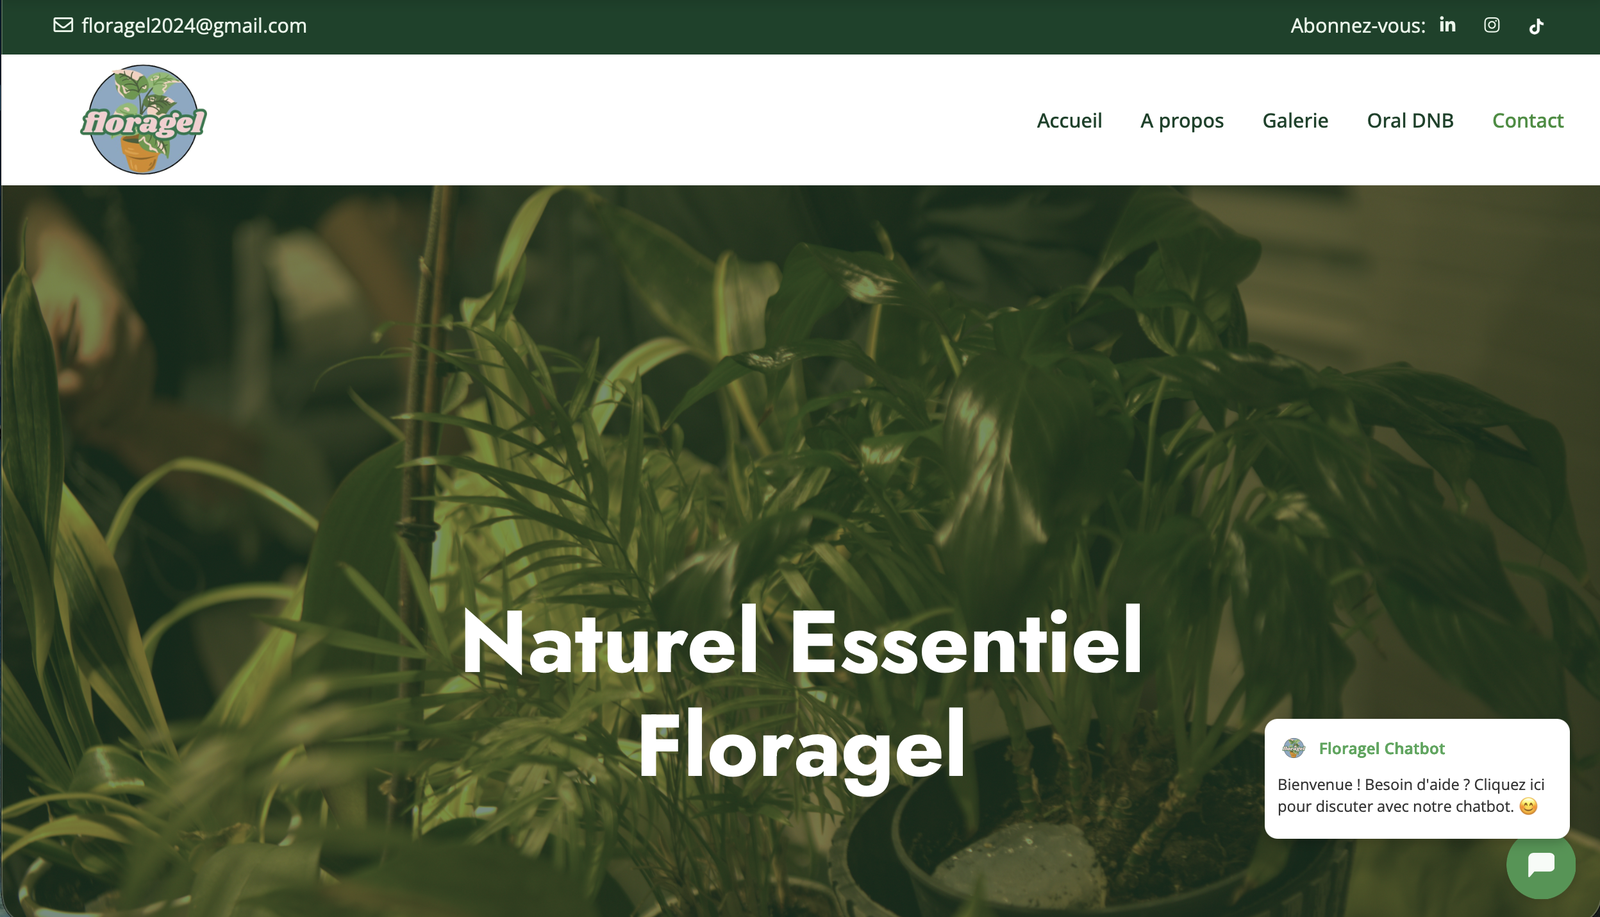 floragel2024@gmail.com
Abonnez-vous:
floragel
Accueil
A propos
Galerie
Oral DNB
Contact
Naturel Essentiel
Floragel
Floragel Chatbot
Bienvenue ! Besoin d'aide ? Cliquez ici
pour discuter avec notre chatbot. 😊